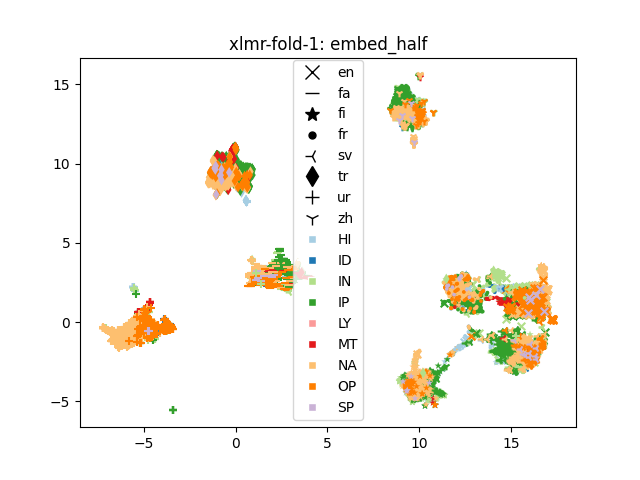 xlmr-fold-1: embed_half
en
fa
fi
fr
sv
tr
ur
zh
HI
ID
IN
IP
LY
MT
NA
OP
SP
15
10
5
0
−5
−5
0
5
10
15